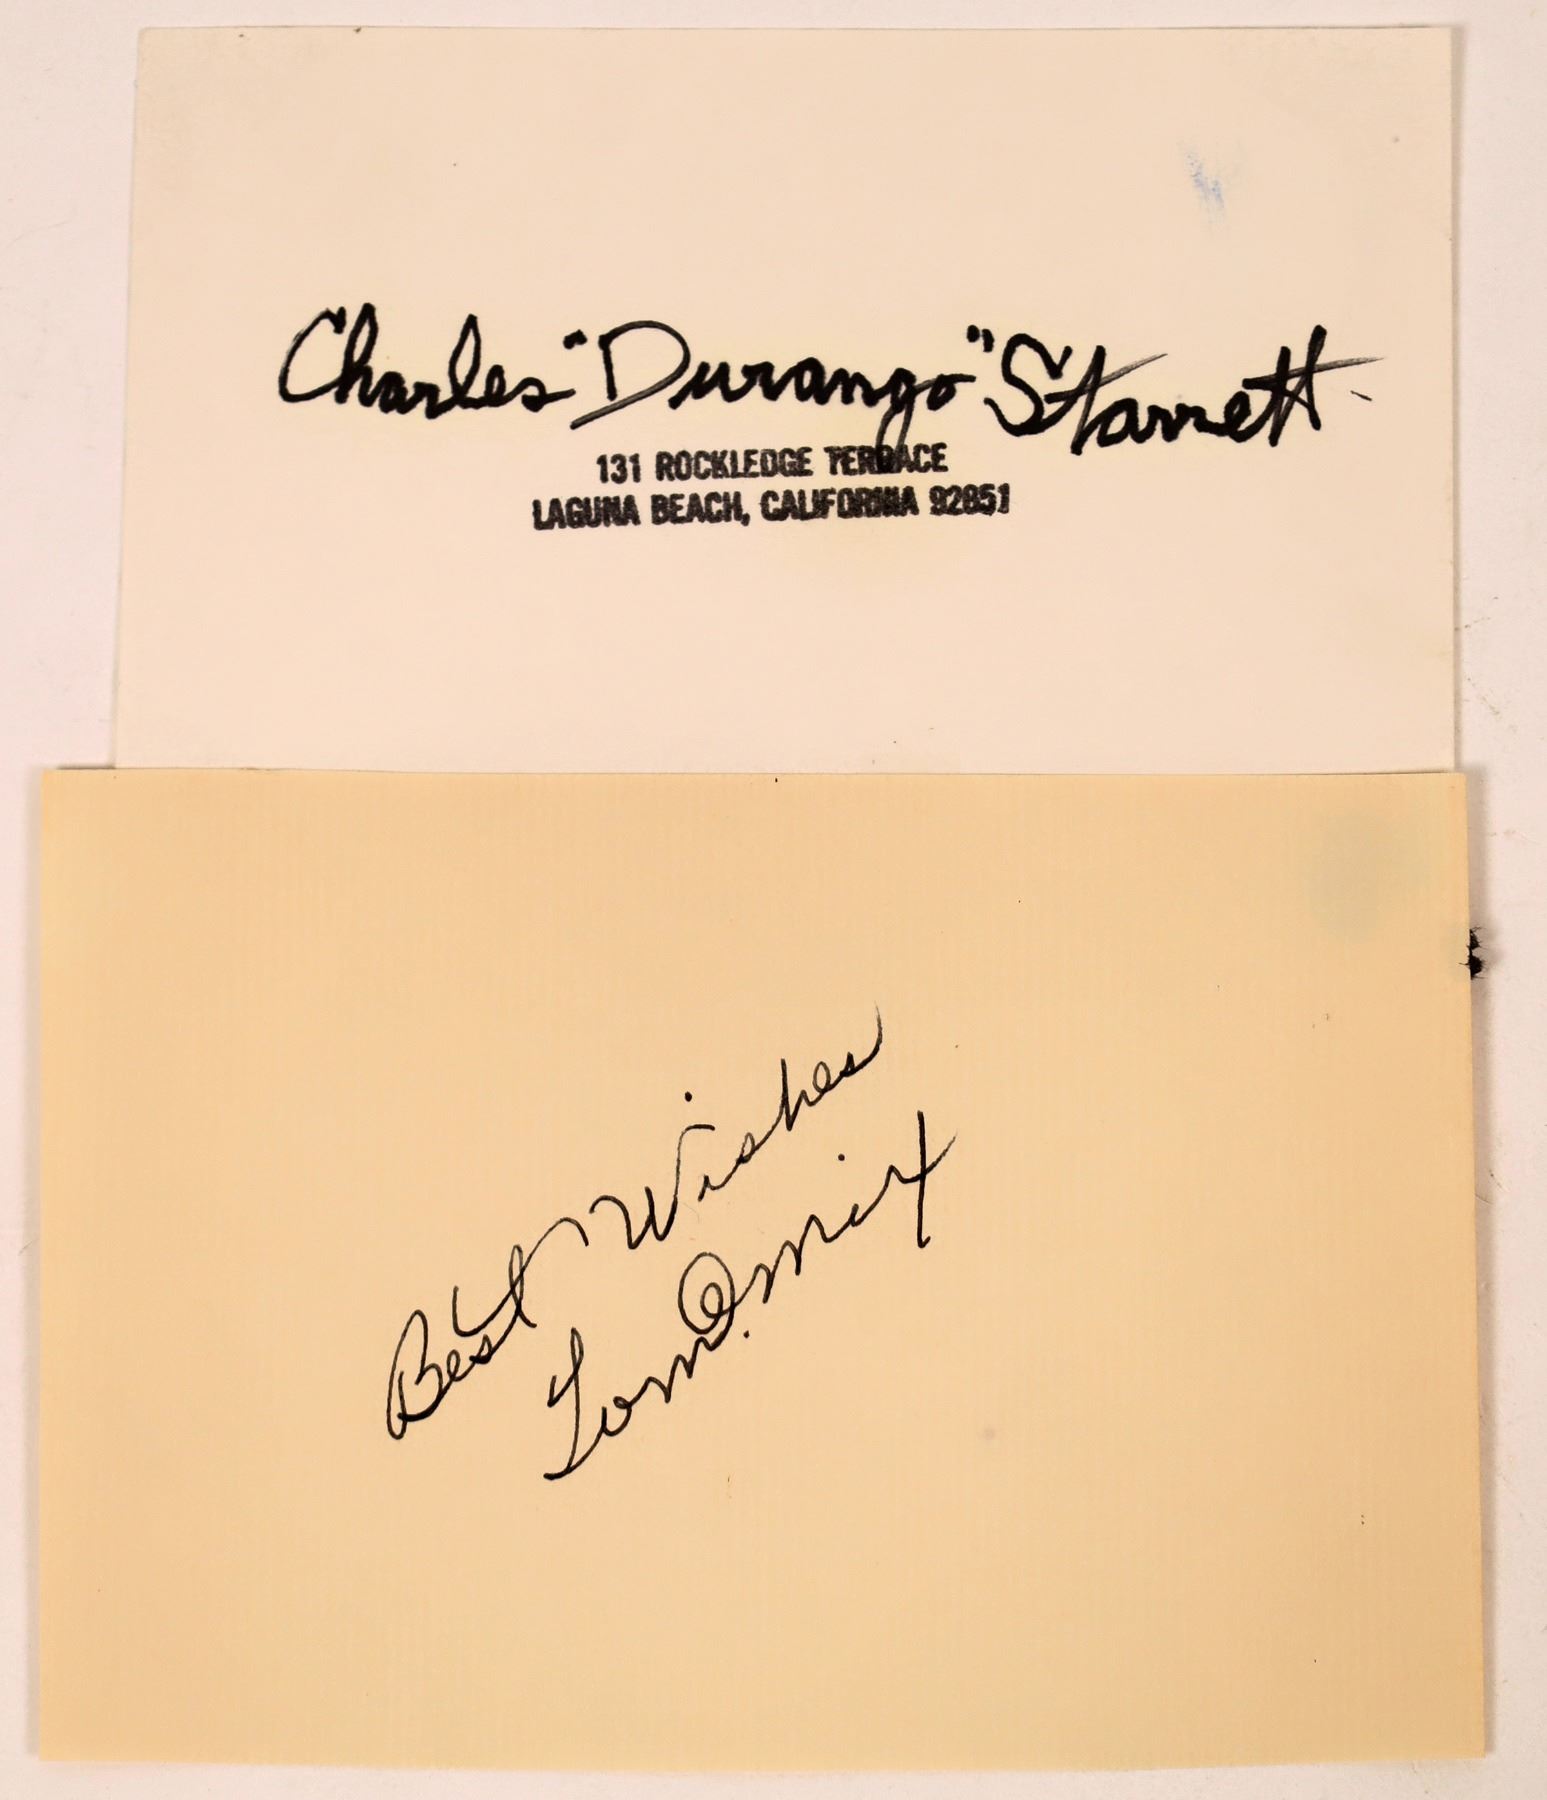 Charles "Durango" Starrett
131 ROCKLEDGE TERRACE
LAGUNA BEACH, CALIFORNIA 92651
Best Wishes
Tom O. Mix